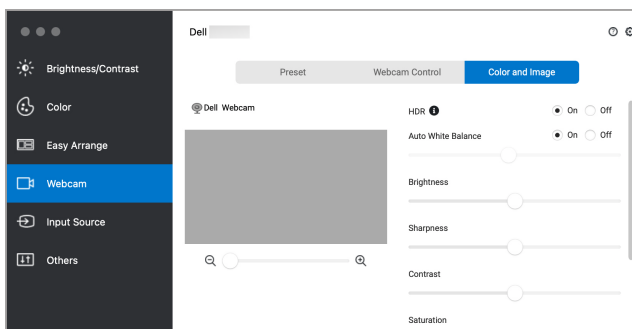 Dell
Brightness/Contrast
Color
Easy Arrange
Webcam
Input Source
Others
Preset
Webcam Control
Color and Image
Dell Webcam
HDR
On Off
Auto White Balance
On Off
Brightness
Sharpness
Contrast
Saturation